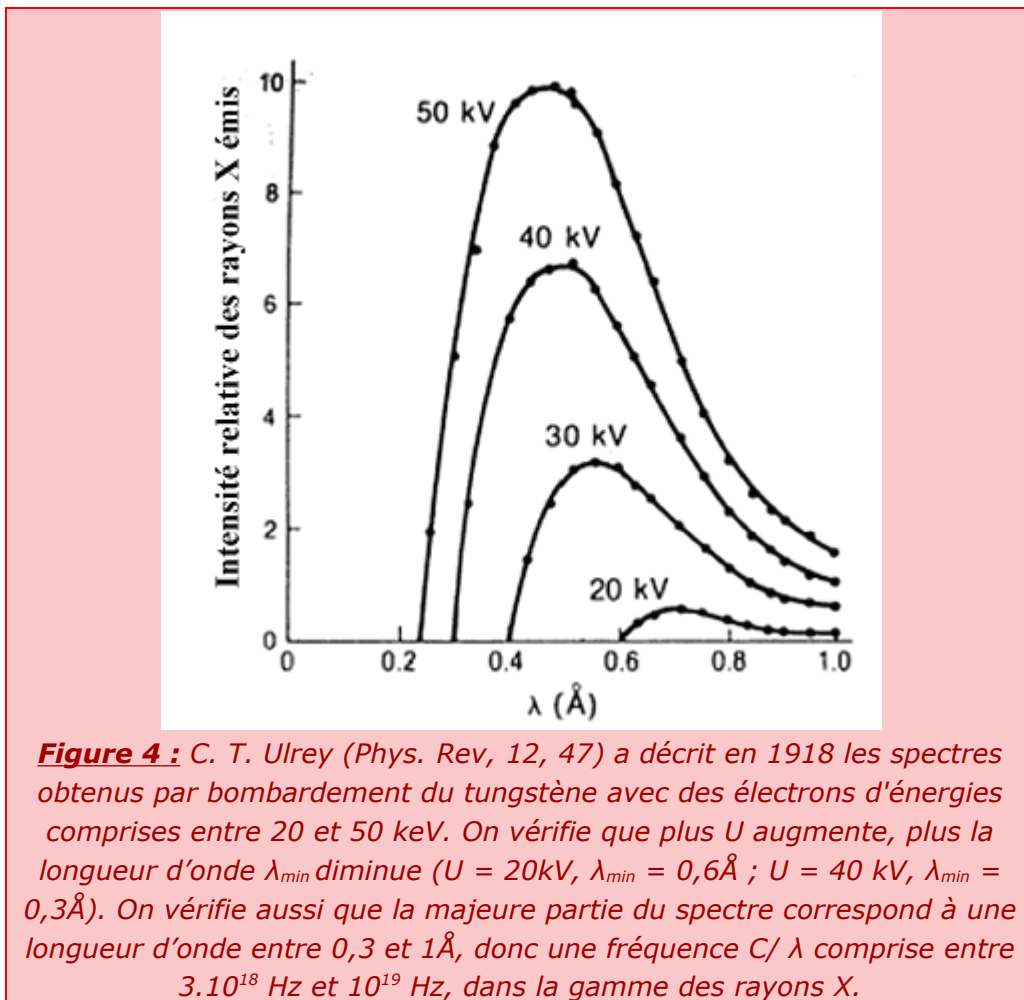 Intensité relative des rayons X émis
10
8
6
4
2
0
50 kV
40 kV
30 kV
20 kV
0
0.2
0.4
0.6
0.8
1.0
λ (Å)
Figure 4 : C. T. Ulrey (Phys. Rev, 12, 47) a décrit en 1918 les spectres
obtenus par bombardement du tungstène avec des électrons d'énergies
comprises entre 20 et 50 keV. On vérifie que plus U augmente, plus la
longueur d’onde λmin diminue (U = 20kV, λmin = 0,6Å ; U = 40 kV, λmin =
0,3Å). On vérifie aussi que la majeure partie du spectre correspond à une
longueur d’onde entre 0,3 et 1Å, donc une fréquence C/ λ comprise entre
3.10¹⁸ Hz et 10¹⁹ Hz, dans la gamme des rayons X.